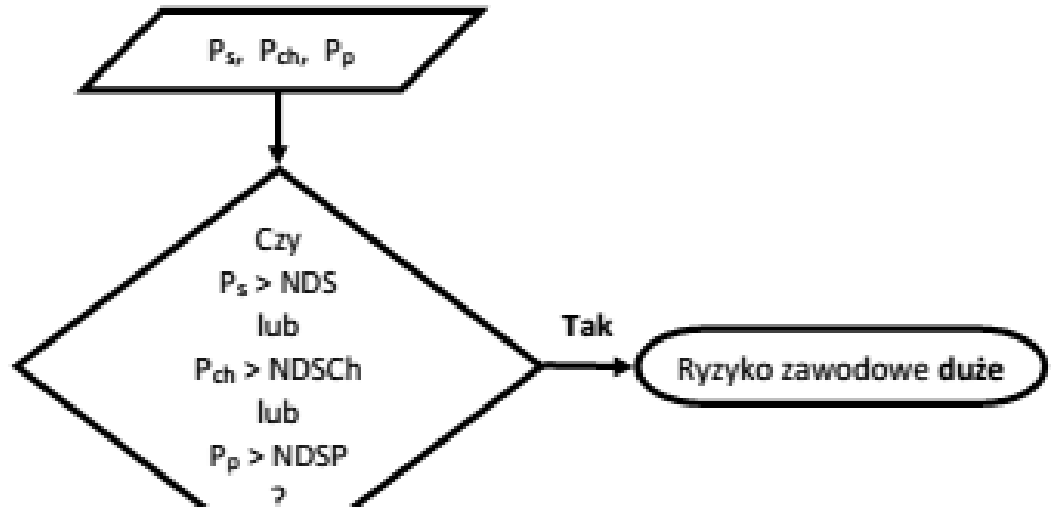 Ps, Pch, Pp
Czy
Ps > NDS
lub
Pch > NDSCh
lub
Pp > NDSP
?
Tak
Ryzyko zawodowe duże